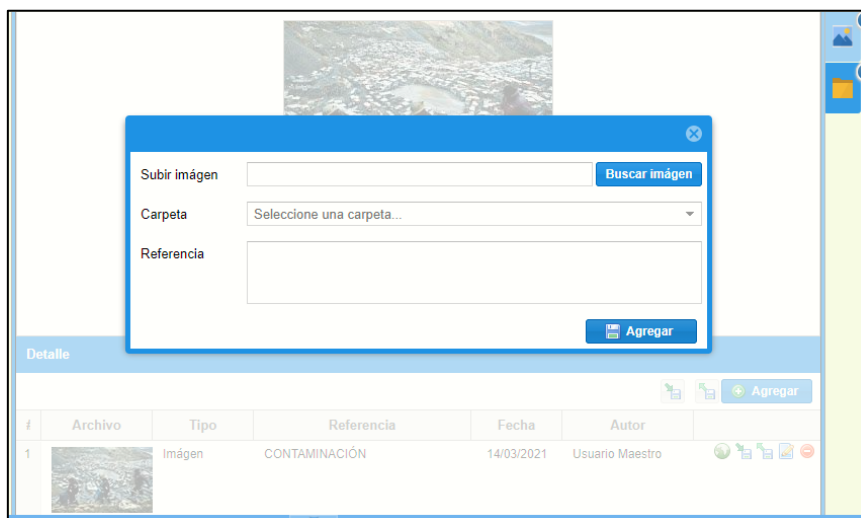 Subir imágen
Buscar imágen
Carpeta
Seleccione una carpeta...
Referencia
Agregar
Detalle
Agregar
Archivo Tipo Referencia Fecha Autor
1 Imágen CONTAMINACIÓN 14/03/2021 Usuario Maestro